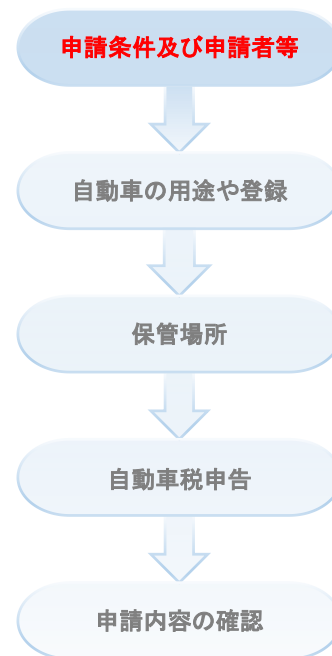 申請条件及び申請者等
自動車の用途や登録
保管場所
自動車税申告
申請内容の確認